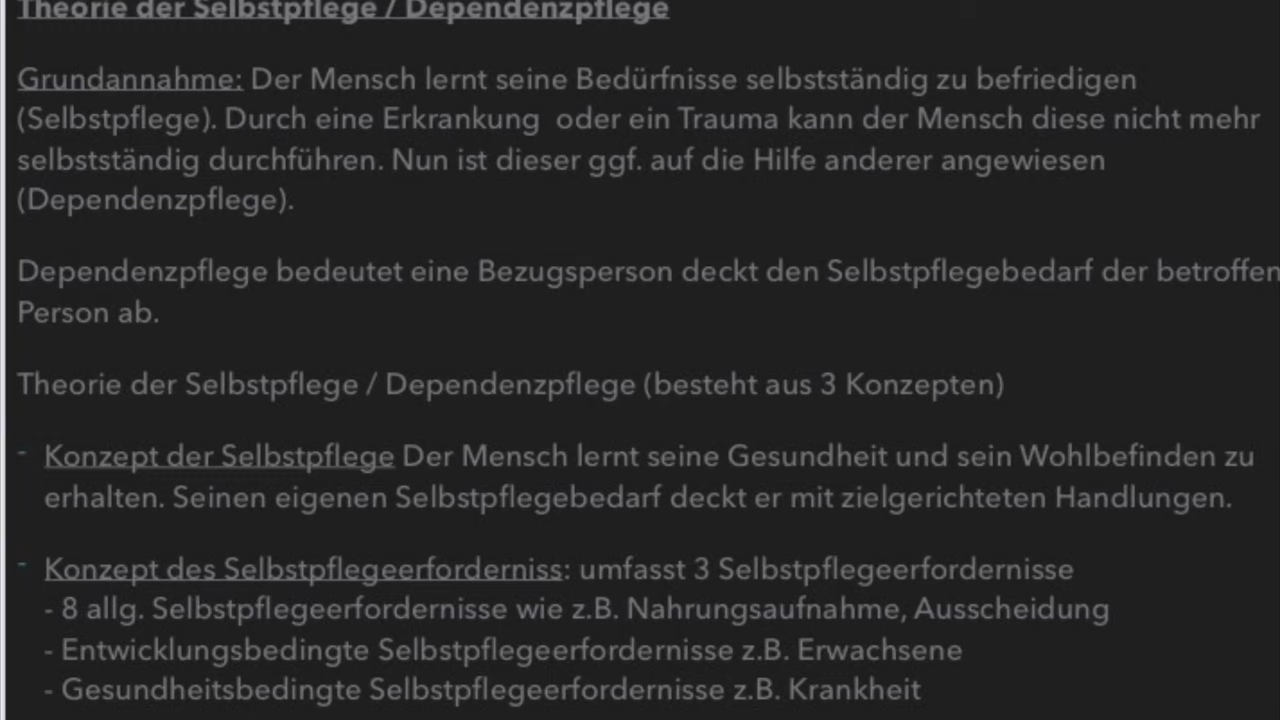 Theorie der Selbstpflege / Dependenzpflege
Grundannahme: Der Mensch lernt seine Bedürfnisse selbstständig zu befriedigen
(Selbstpflege). Durch eine Erkrankung  oder ein Trauma kann der Mensch diese nicht mehr
selbstständig durchführen. Nun ist dieser ggf. auf die Hilfe anderer angewiesen
(Dependenzpflege).
Dependenzpflege bedeutet eine Bezugsperson deckt den Selbstpflegebedarf der betroffen
Person ab.
Theorie der Selbstpflege / Dependenzpflege (besteht aus 3 Konzepten)
- Konzept der Selbstpflege Der Mensch lernt seine Gesundheit und sein Wohlbefinden zu
erhalten. Seinen eigenen Selbstpflegebedarf deckt er mit zielgerichteten Handlungen.
- Konzept des Selbstpflegeerforderniss: umfasst 3 Selbstpflegeerfordernisse
- 8 allg. Selbstpflegeerfordernisse wie z.B. Nahrungsaufnahme, Ausscheidung
- Entwicklungsbedingte Selbstpflegeerfordernisse z.B. Erwachsene
- Gesundheitsbedingte Selbstpflegeerfordernisse z.B. Krankheit